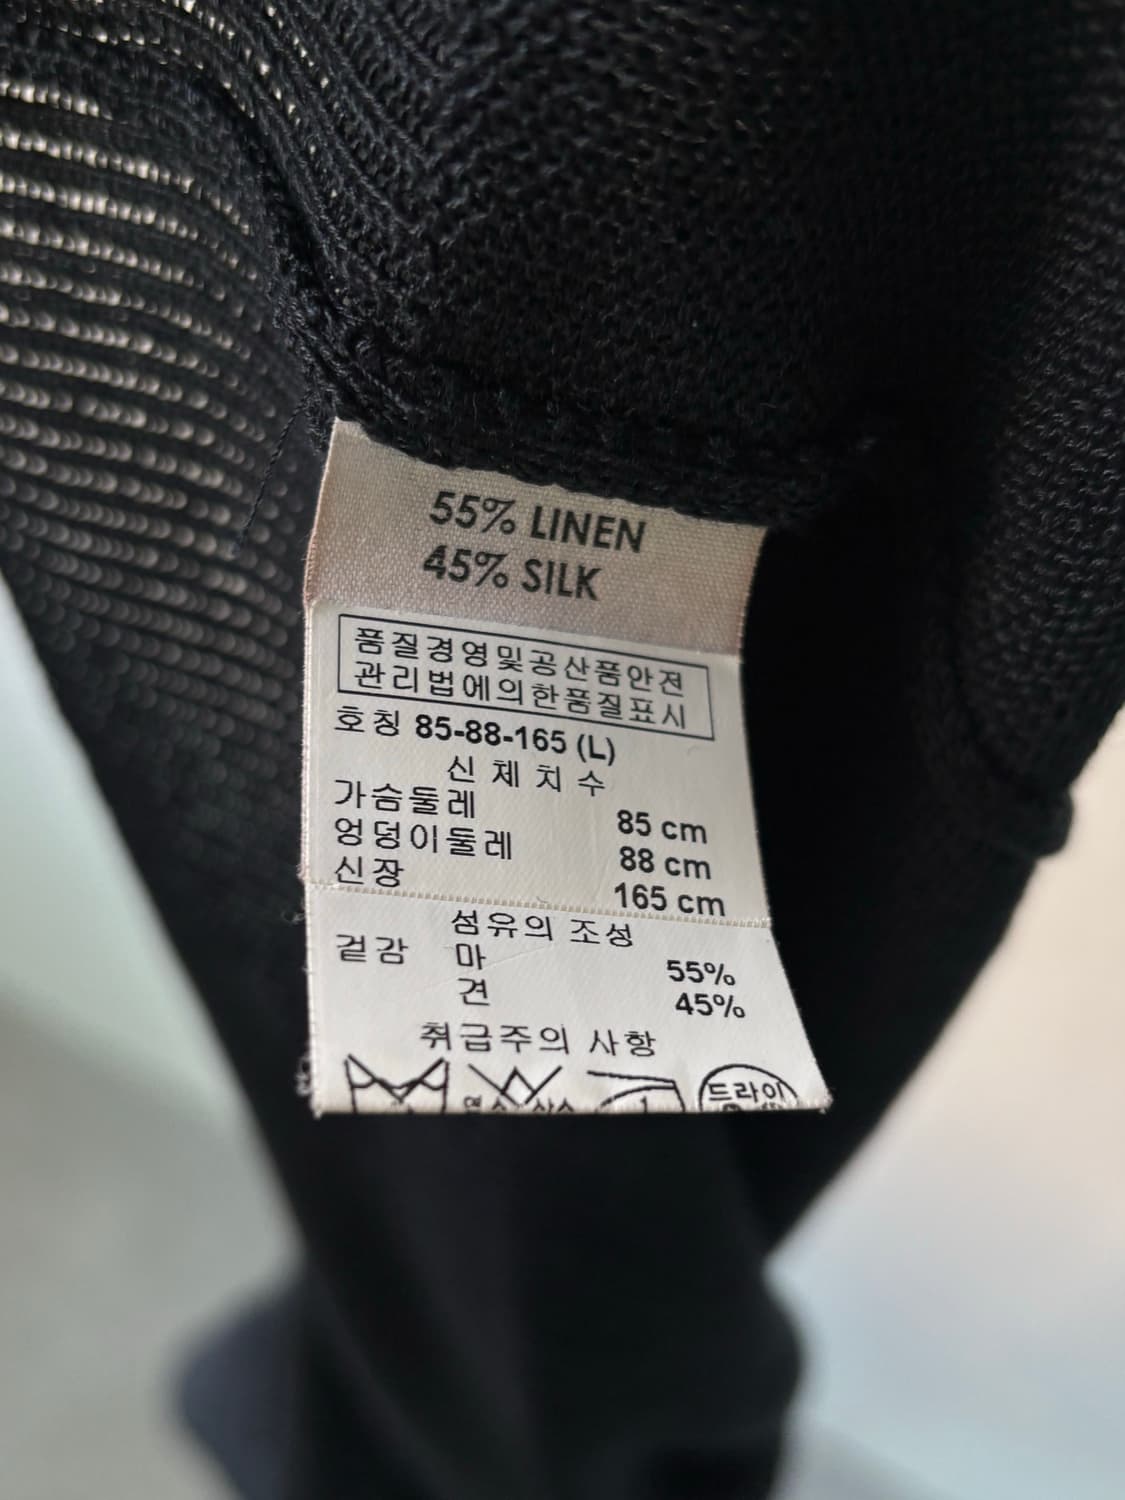 55% LINEN
45% SILK
품질경영및공산품안전
관리법에의한품질표시
호칭 85-88-165 (L)
신체치수
가슴둘레 85 cm
엉덩이둘레 88 cm
신장 165 cm
섬유의 조성
겉감 마 55%
견 45%
취급주의 사항
드라이